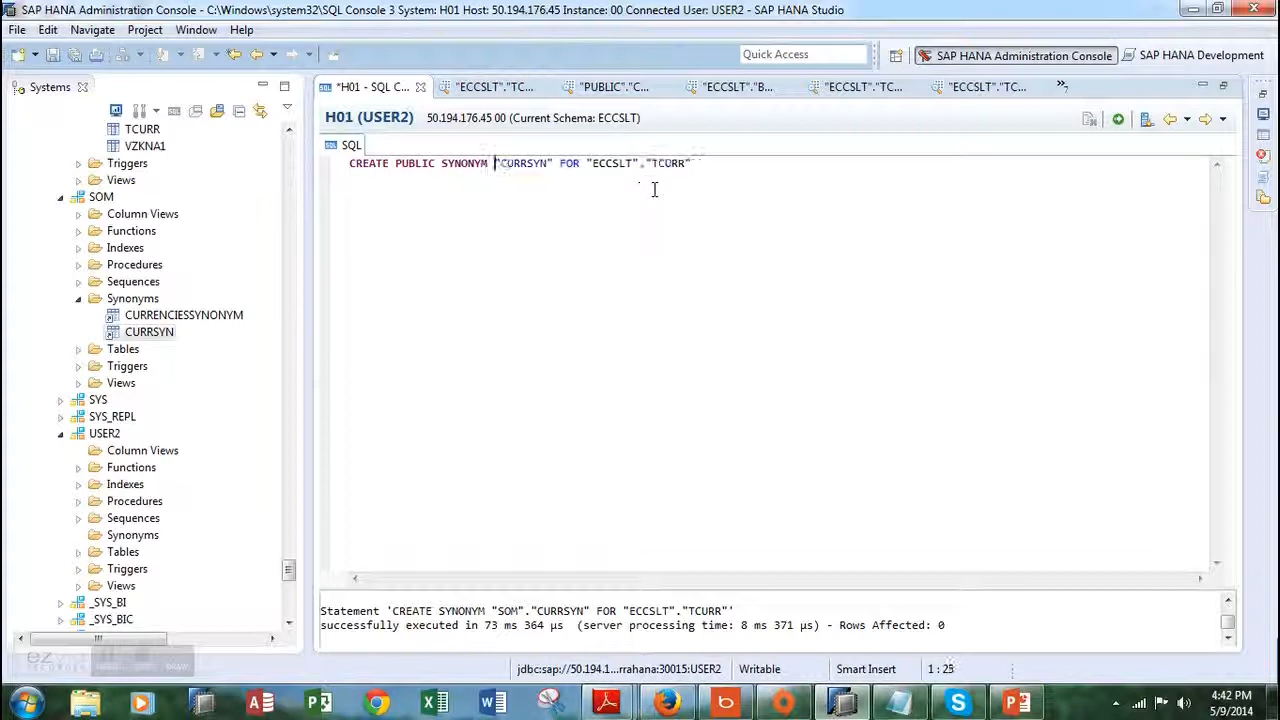 SAP HANA Administration Console - C:\Windows\system32\SQL Console 3 System: H01 Host: 50.194.176.45 Instance: 00 Connected User: USER2 - SAP HANA Studio
File Edit Navigate Project Window Help
Quick Access
SAP HANA Administration Console
SAP HANA Development
Systems
*H01 - SQL C...
"ECCSLT"."TC...
"PUBLIC"."C...
"ECCSLT"."B...
"ECCSLT"."TC...
"ECCSLT"."TC...
»7
H01 (USER2) 50.194.176.45 00 (Current Schema: ECCSLT)
SQL
CREATE PUBLIC SYNONYM "CURRSYN" FOR "ECCSLT"."TCURR"
TCURR
VZKNA1
Triggers
Views
SOM
Column Views
Functions
Indexes
Procedures
Sequences
Synonyms
CURRENCIESSYNONYM
CURRSYN
Tables
Triggers
Views
SYS
SYS_REPL
USER2
Column Views
Functions
Indexes
Procedures
Sequences
Synonyms
Tables
Triggers
Views
_SYS_BI
_SYS_BIC
Statement 'CREATE SYNONYM "SOM"."CURRSYN" FOR "ECCSLT"."TCURR"'
successfully executed in 73 ms 364 µs (server processing time: 8 ms 371 µs) - Rows Affected: 0
DRAW
jdbc:sap://50.194.1...rrahana:30015:USER2 Writable Smart Insert
4:42 PM
5/9/2014